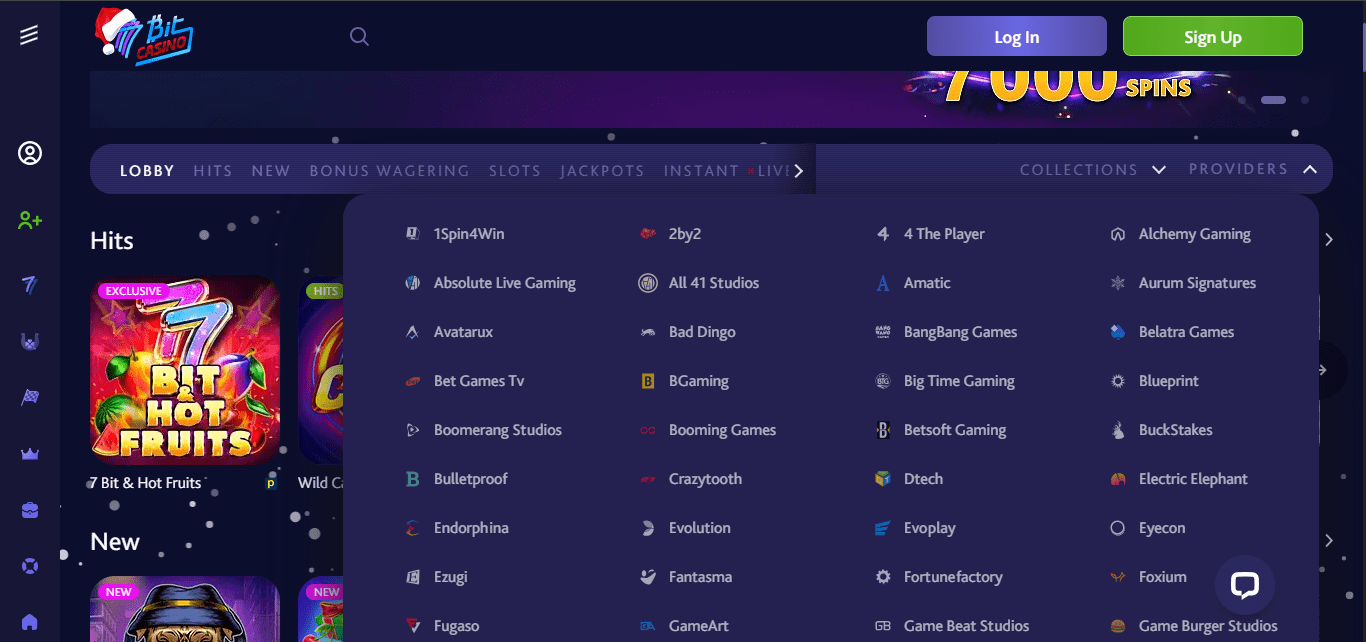 7 Bit
CASINO
Log In
Sign Up
7000 SPINS
LOBBY HITS NEW BONUS WAGERING SLOTS JACKPOTS INSTANT LIVE
COLLECTIONS
PROVIDERS
Hits
EXCLUSIVE
HITS
77
BIT
&
HOT
FRUITS
7 Bit & Hot Fruits
P
Wild Ca
New
NEW
NEW
1Spin4Win 2by2 4 The Player Alchemy Gaming
Absolute Live Gaming All 41 Studios Amatic Aurum Signatures
Avatarux Bad Dingo BangBang Games Belatra Games
Bet Games Tv BGaming Big Time Gaming Blueprint
Boomerang Studios Booming Games Betsoft Gaming BuckStakes
Bulletproof Crazytooth Dtech Electric Elephant
Endorphina Evolution Evoplay Eyecon
Ezugi Fantasma Fortunefactory Foxium
Fugaso GameArt Game Beat Studios Game Burger Studios